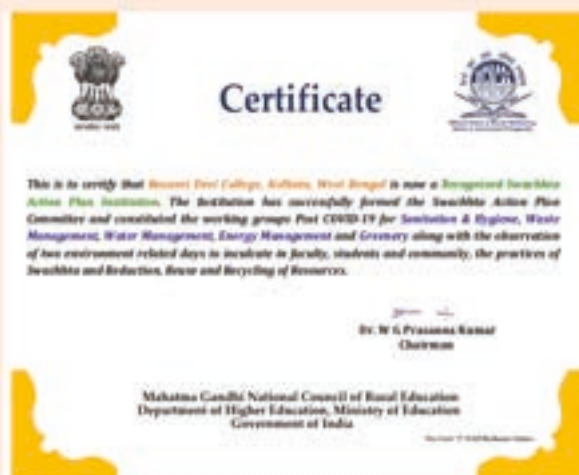 Certificate
This is to certify that Basanti Devi College, Kolkata, West Bengal is now a Recognized Swachhta
Action Plan Institution. The Institution has successfully formed the Swachhta Action Plan
Committee and constituted the working groups Post COVID-19 for Sanitation & Hygiene, Waste
Management, Water Management, Energy Management and Greenery along with the observation
of two environment related days to inculcate in faculty, students and community, the practices of
Swachhta and Reduction, Reuse and Recycling of Resources.
Dr. W G Prasanna Kumar
Chairman
Mahatma Gandhi National Council of Rural Education
Department of Higher Education, Ministry of Education
Government of India